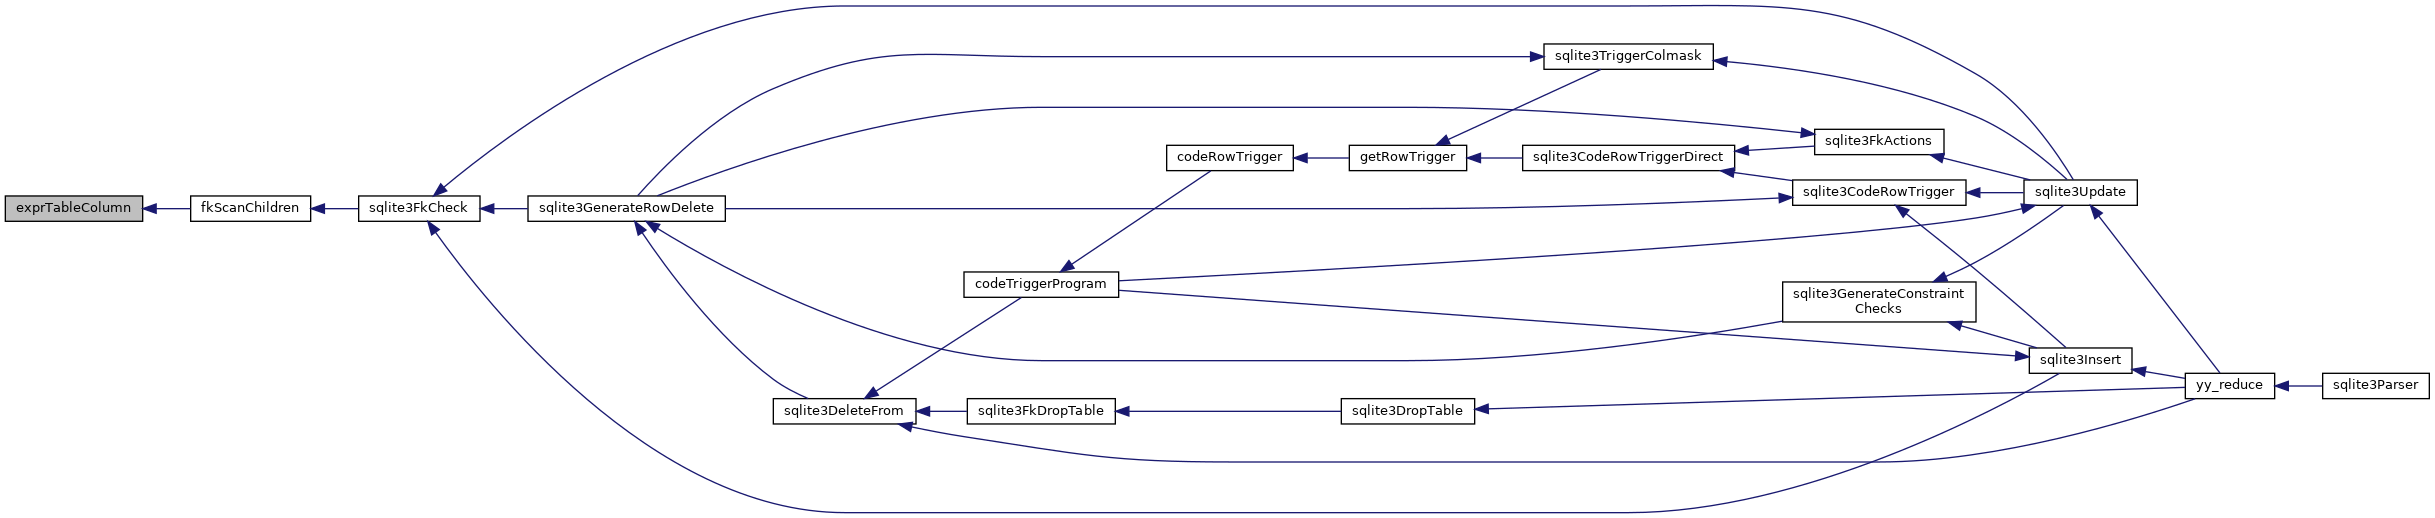 exprTableColumn
fkScanChildren
sqlite3FkCheck
sqlite3GenerateRowDelete
sqlite3TriggerColmask
sqlite3FkActions
codeRowTrigger
getRowTrigger
sqlite3CodeRowTriggerDirect
sqlite3CodeRowTrigger
sqlite3Update
codeTriggerProgram
sqlite3GenerateConstraint
Checks
sqlite3Insert
sqlite3DeleteFrom
sqlite3FkDropTable
sqlite3DropTable
yy_reduce
sqlite3Parser